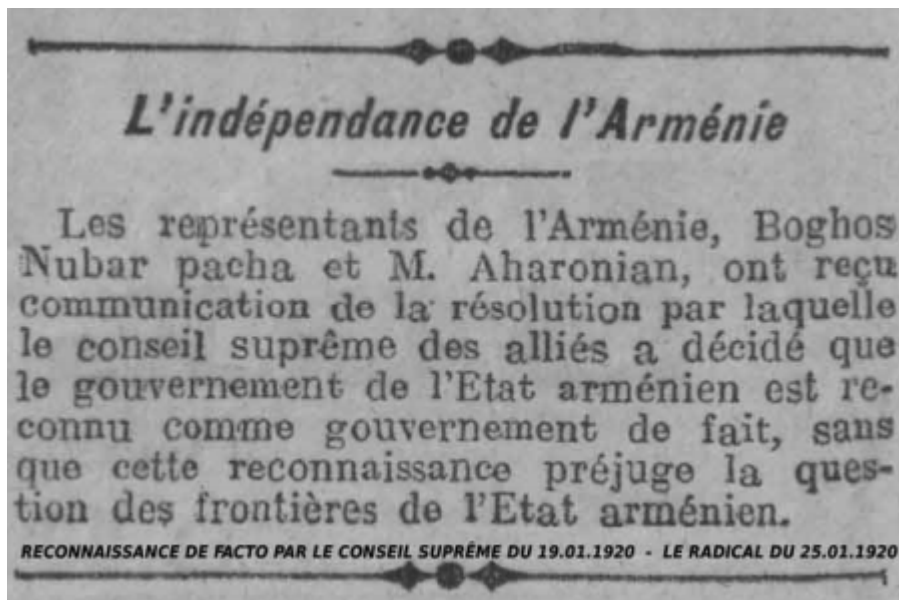 L'indépendance de l'Arménie
Les représentants de l'Arménie, Boghos
Nubar pacha et M. Aharonian, ont reçu
communication de la résolution par laquelle
le conseil suprême des alliés a décidé que
le gouvernement de l'Etat arménien est re-
connu comme gouvernement de fait, sans
que cette reconnaissance préjuge la ques-
tion des frontières de l'Etat arménien.
RECONNAISSANCE DE FACTO PAR LE CONSEIL SUPRÊME DU 19.01.1920 - LE RADICAL DU 25.01.1920